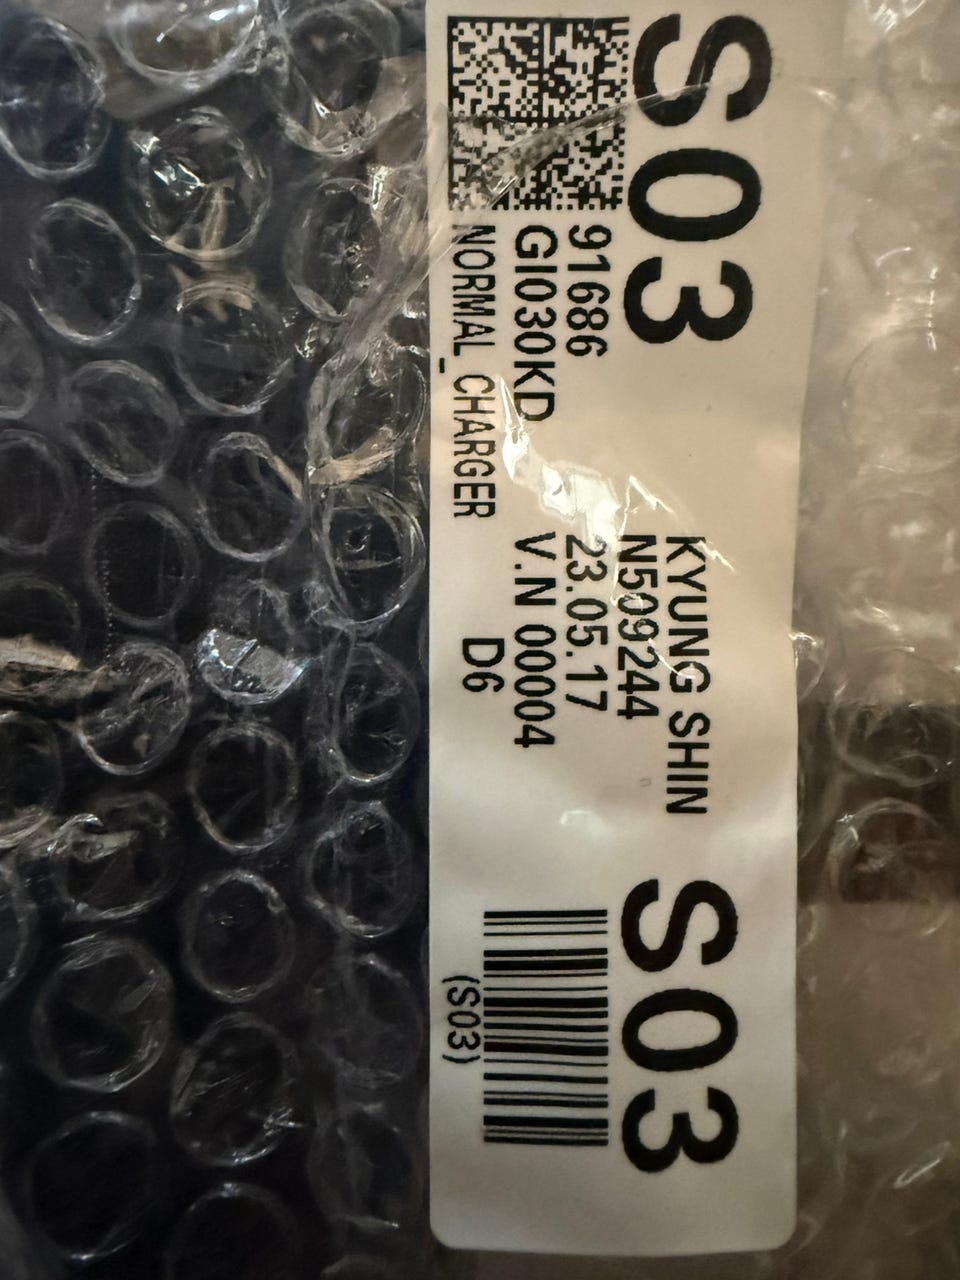 S03
91686
GI030KD
NORMAL_CHARGER
KYUNG SHIN
N509244
23.05.17
V.N 00004
D6
S03
(S03)